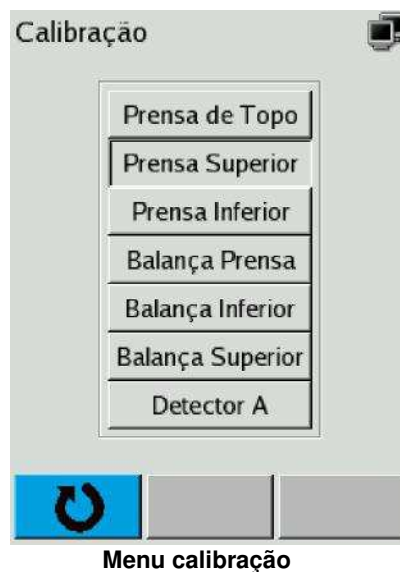 Calibração
Prensa de Topo
Prensa Superior
Prensa Inferior
Balança Prensa
Balança Inferior
Balança Superior
Detector A
Menu calibração